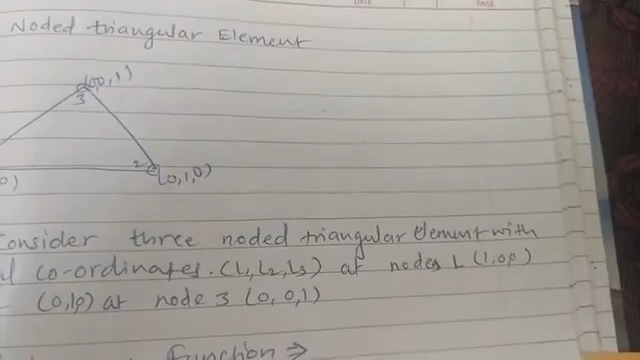 Noded triangular Element
(0,0,1)
3
2
(0,1,0)
0)
Consider three noded triangular element with
Co-ordinates. (L1, L2, L3) at nodes 1 (1,0,0)
(0,1,0) at node 3 (0,0,1)
Function ⇒